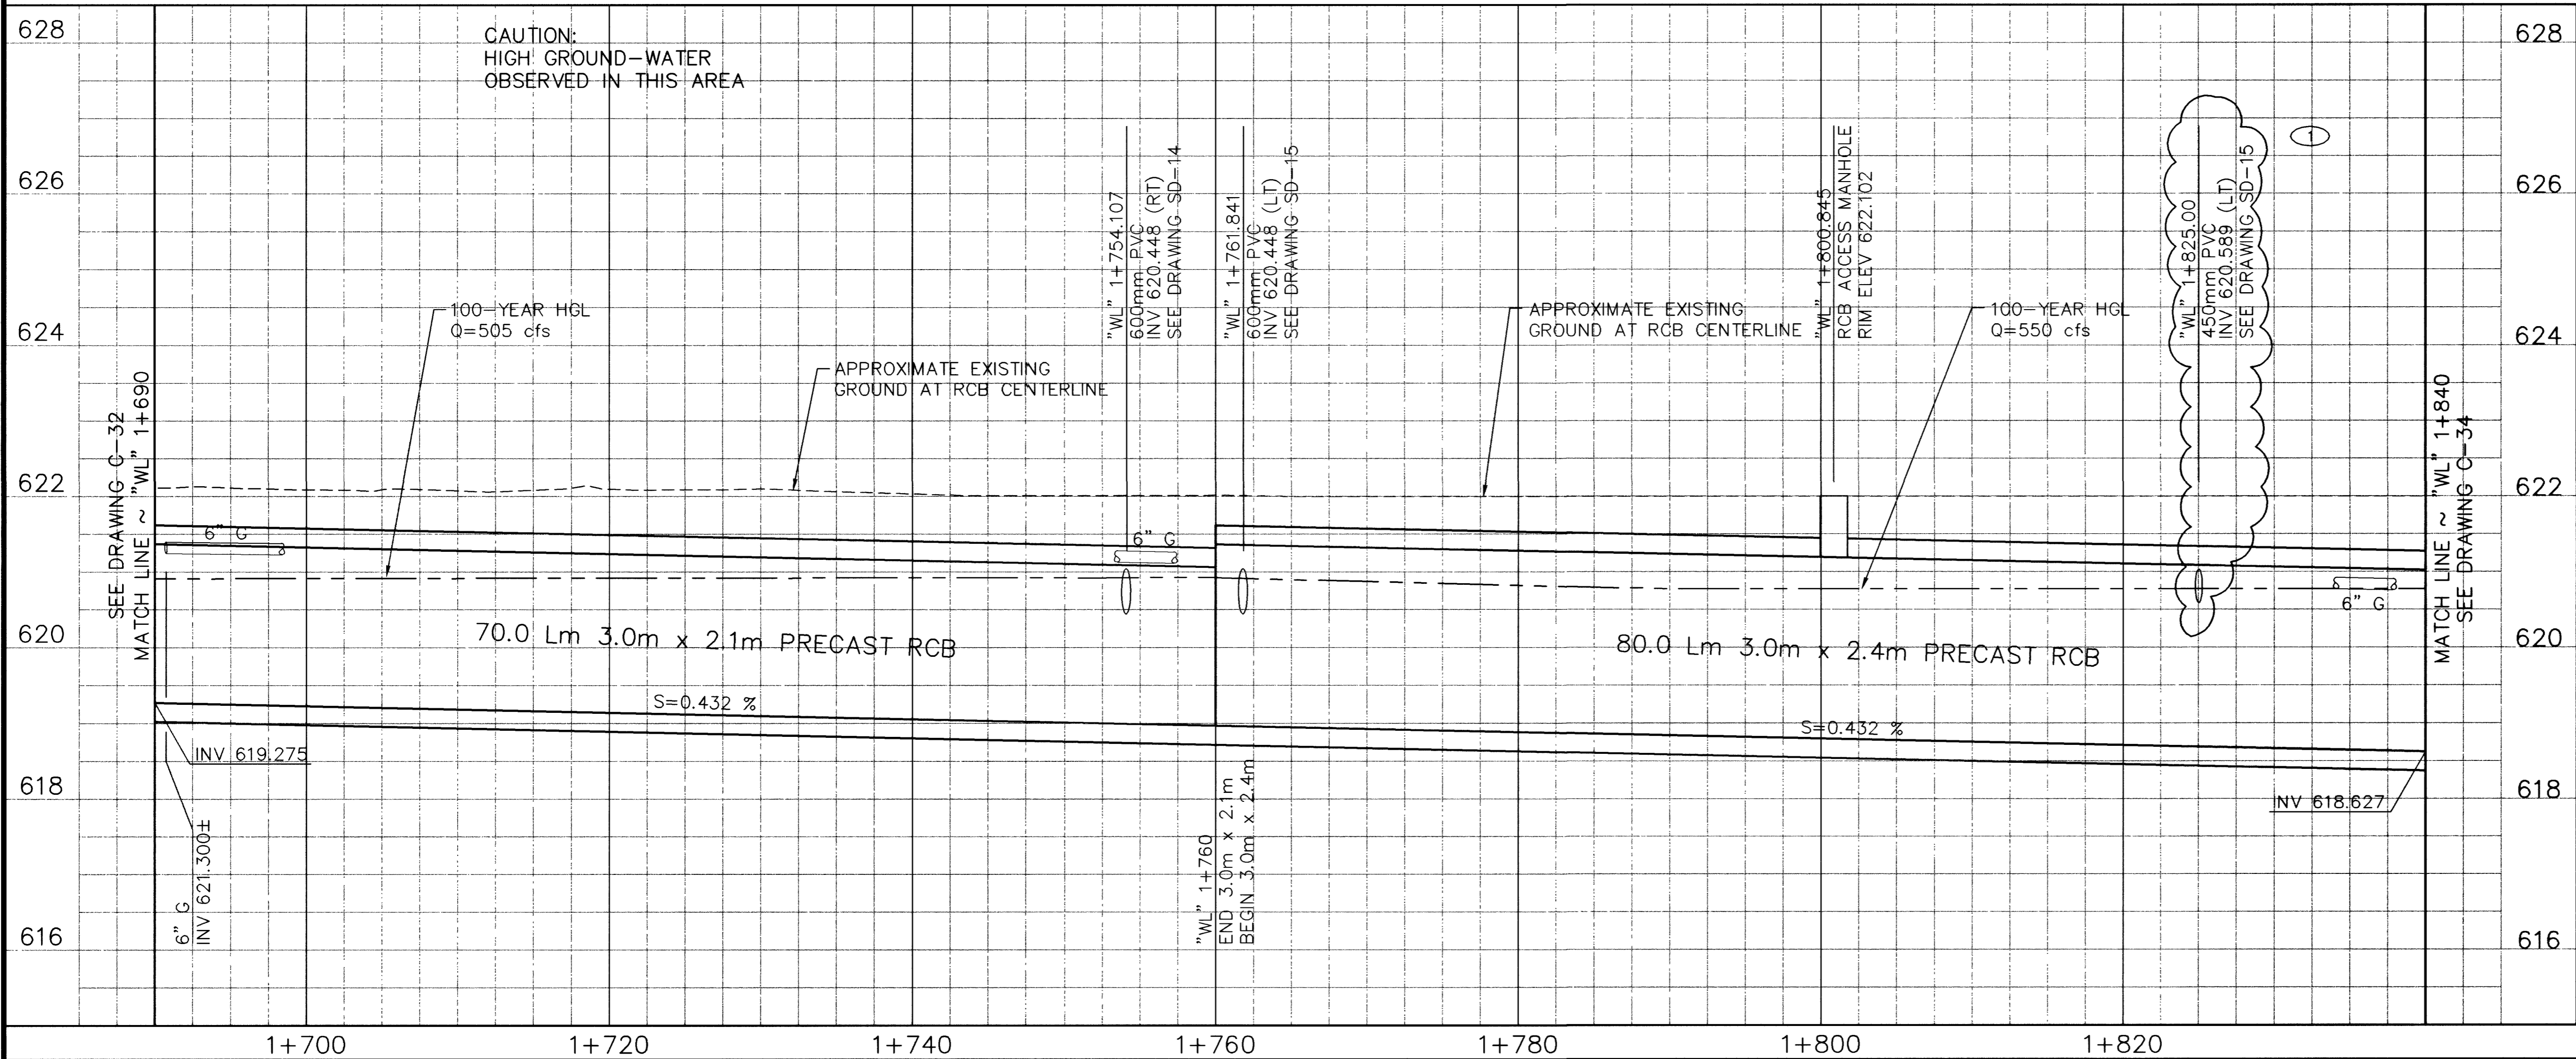 628
CAUTION:
HIGH GROUND-WATER
OBSERVED IN THIS AREA
628
626
626
1
"WL" 1+754.107
600mm PVC
INV 620.448 (RT)
SEE DRAWING SD-14
"WL" 1+761.841
600mm PVC
INV 620.448 (LT)
SEE DRAWING SD-15
"WL" 1+800.845
RCB ACCESS MANHOLE
RIM ELEV 622.102
"WL" 1+825.00
450mm PVC
INV 620.589 (LT)
SEE DRAWING SD-15
624
100-YEAR HGL
Q=505 cfs
APPROXIMATE EXISTING
GROUND AT RCB CENTERLINE
APPROXIMATE EXISTING
GROUND AT RCB CENTERLINE
100-YEAR HGL
Q=550 cfs
624
SEE DRAWING C-32
MATCH LINE ~ "WL" 1+690
MATCH LINE ~ "WL" 1+840
SEE DRAWING C-34
622
622
6" G
6" G
6" G
620
70.0 Lm 3.0m x 2.1m PRECAST RCB
80.0 Lm 3.0m x 2.4m PRECAST RCB
620
S=0.432 %
S=0.432 %
INV 619.275
INV 618.627
618
618
6" G
INV 621.300±
"WL" 1+760
END 3.0m x 2.1m
BEGIN 3.0m x 2.4m
616
616
1+700
1+720
1+740
1+760
1+780
1+800
1+820